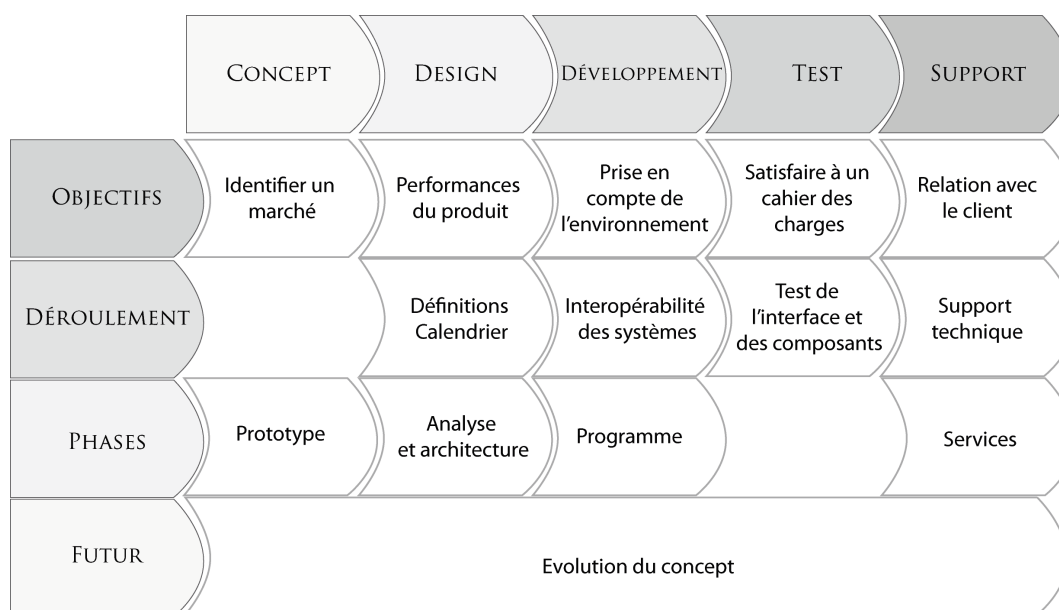 CONCEPT
DESIGN
DÉVELOPPEMENT
TEST
SUPPORT
OBJECTIFS
Identifier un
marché
Performances
du produit
Prise en
compte de
l'environnement
Satisfaire à un
cahier des
charges
Relation avec
le client
DÉROULEMENT
Définitions
Calendrier
Interopérabilité
des systèmes
Test de
l'interface et
des composants
Support
technique
PHASES
Prototype
Analyse
et architecture
Programme
Services
FUTUR
Evolution du concept